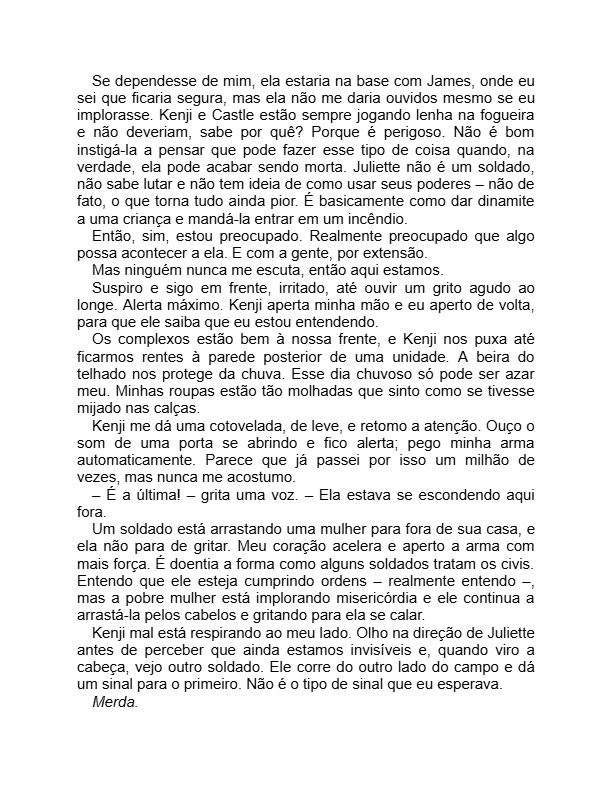 Se dependesse de mim, ela estaria na base com James, onde eu
sei que ficaria segura, mas ela não me daria ouvidos mesmo se eu
implorasse. Kenji e Castle estão sempre jogando lenha na fogueira
e não deveriam, sabe por quê? Porque é perigoso. Não é bom
instigá-la a pensar que pode fazer esse tipo de coisa quando, na
verdade, ela pode acabar sendo morta. Juliette não é um soldado,
não sabe lutar e não tem ideia de como usar seus poderes – não de
fato, o que torna tudo ainda pior. É basicamente como dar dinamite
a uma criança e mandá-la entrar em um incêndio.
Então, sim, estou preocupado. Realmente preocupado que algo
possa acontecer a ela. E com a gente, por extensão.
Mas ninguém nunca me escuta, então aqui estamos.
Suspiro e sigo em frente, irritado, até ouvir um grito agudo ao
longe. Alerta máximo. Kenji aperta minha mão e eu aperto de volta,
para que ele saiba que eu estou entendendo.
Os complexos estão bem à nossa frente, e Kenji nos puxa até
ficarmos rentes à parede posterior de uma unidade. A beira do
telhado nos protege da chuva. Esse dia chuvoso só pode ser azar
meu. Minhas roupas estão tão molhadas que sinto como se tivesse
mijado nas calças.
Kenji me dá uma cotovelada, de leve, e retomo a atenção. Ouço o
som de uma porta se abrindo e fico alerta; pego minha arma
automaticamente. Parece que já passei por isso um milhão de
vezes, mas nunca me acostumo.
– É a última! – grita uma voz. – Ela estava se escondendo aqui
fora.
Um soldado está arrastando uma mulher para fora de sua casa, e
ela não para de gritar. Meu coração acelera e aperto a arma com
mais força. É doentia a forma como alguns soldados tratam os civis.
Entendo que ele esteja cumprindo ordens – realmente entendo –,
mas a pobre mulher está implorando misericórdia e ele continua a
arrastá-la pelos cabelos e gritando para ela se calar.
Kenji mal está respirando ao meu lado. Olho na direção de Juliette
antes de perceber que ainda estamos invisíveis e, quando viro a
cabeça, vejo outro soldado. Ele corre do outro lado do campo e dá
um sinal para o primeiro. Não é o tipo de sinal que eu esperava.
Merda.